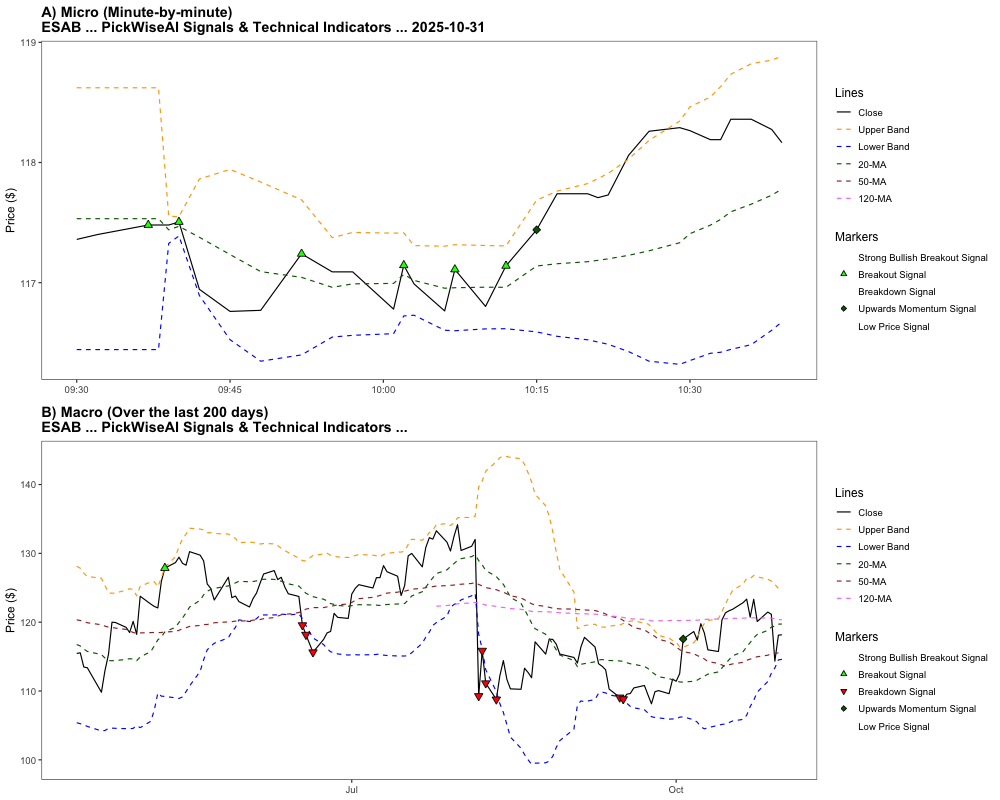 A) Micro (Minute-by-minute)
ESAB ... PickWiseAI Signals & Technical Indicators ... 2025-10-31
Price ($)
119
118
117
09:30
09:45
10:00
10:15
10:30
Lines
Close
Upper Band
Lower Band
20-MA
50-MA
120-MA
Markers
Strong Bullish Breakout Signal
Breakout Signal
Breakdown Signal
Upwards Momentum Signal
Low Price Signal
B) Macro (Over the last 200 days)
ESAB ... PickWiseAI Signals & Technical Indicators ...
Price ($)
140
130
120
110
100
Jul
Oct
Lines
Close
Upper Band
Lower Band
20-MA
50-MA
120-MA
Markers
Strong Bullish Breakout Signal
Breakout Signal
Breakdown Signal
Upwards Momentum Signal
Low Price Signal